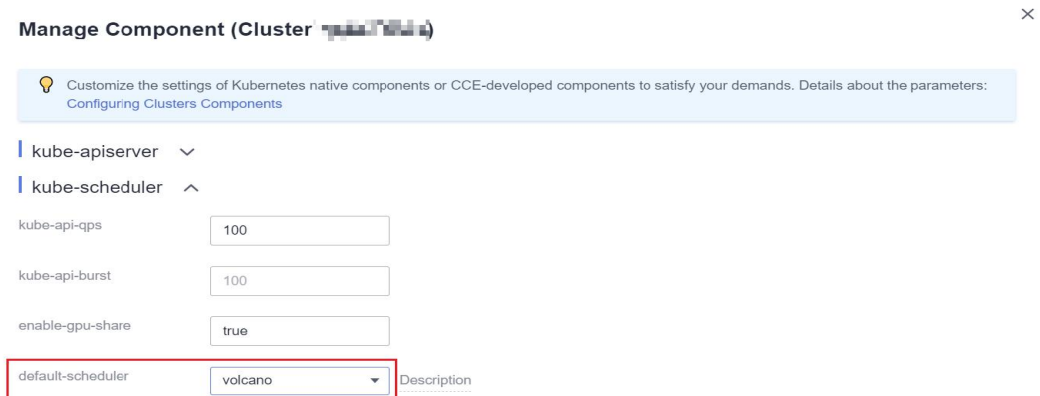 Manage Component (Cluster )
Customize the settings of Kubernetes native components or CCE-developed components to satisfy your demands. Details about the parameters:
Configuring Clusters Components
kube-apiserver
kube-scheduler
kube-api-qps 100
kube-api-burst 100
enable-gpu-share true
default-scheduler volcano Description